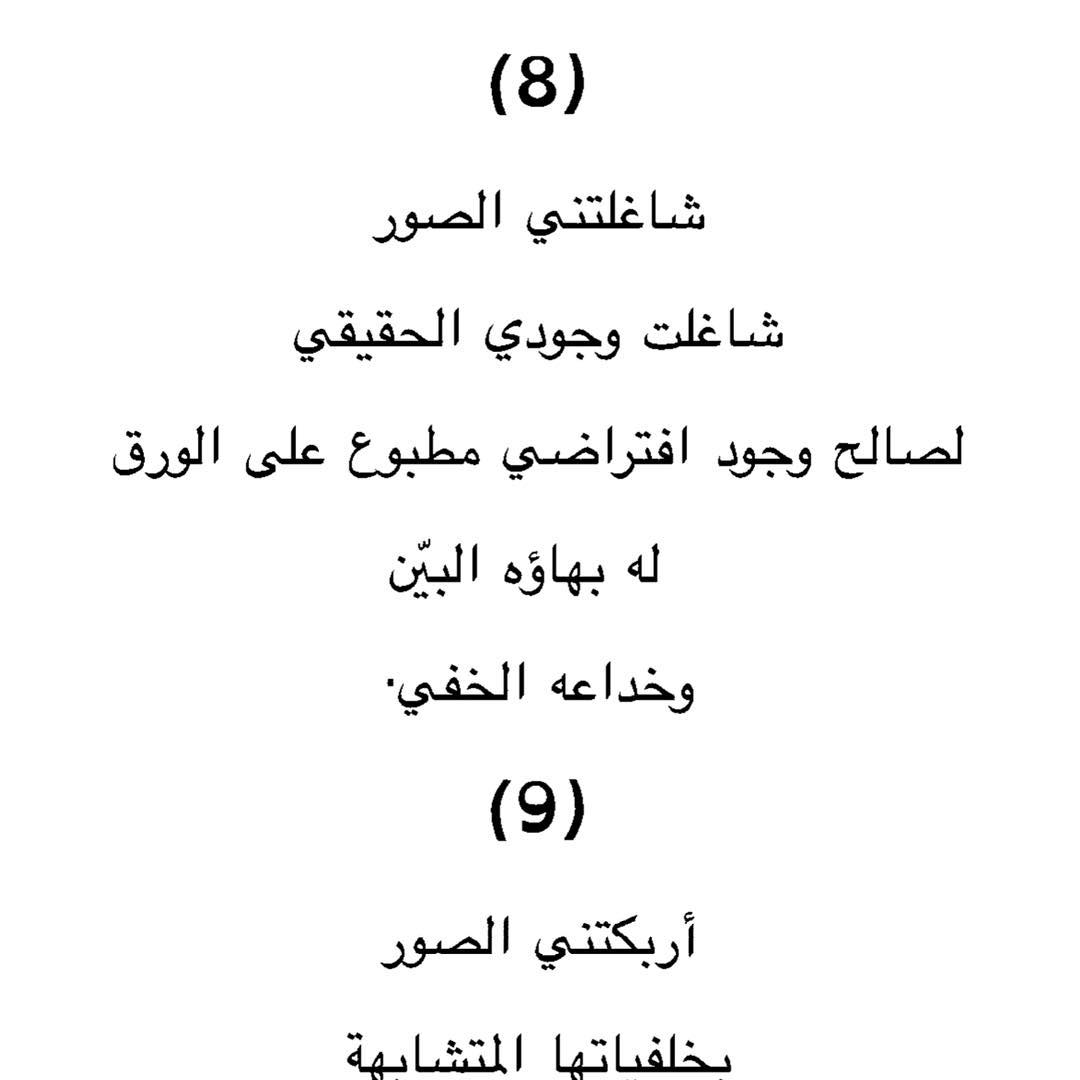 (8)
شاغلتني الصور
شاغلت وجودي الحقيقي
لصالح وجود افتراضي مطبوع على الورق
له بهاؤه البيّن
وخداعه الخفي.
(9)
أربكتني الصور
بخلفياتها المتشابهة